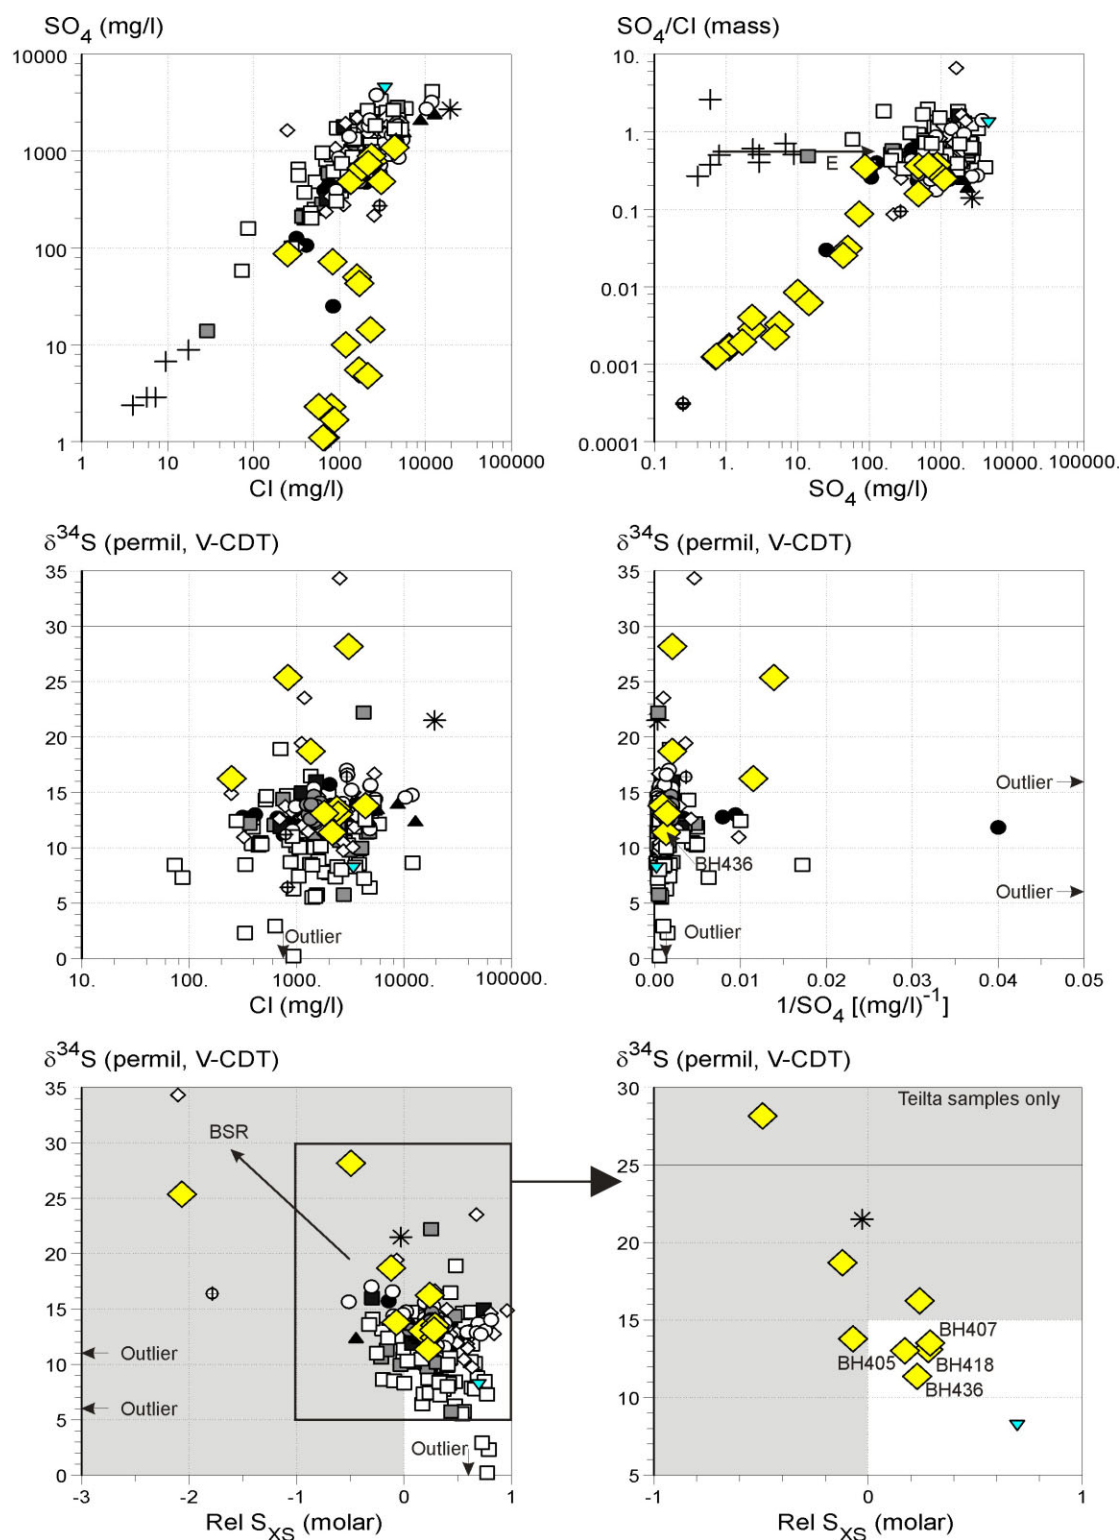 SO4 (mg/l)
10000
1000
100
10
1
1 10 100 1000 10000 100000
Cl (mg/l)
SO4/Cl (mass)
10.
1.
0.1
0.01
0.001
0.0001
E
0.1 1. 10. 100. 1000. 10000. 100000.
SO4 (mg/l)
δ34S (permil, V-CDT)
35
30
25
20
15
10
5
0
Outlier
10. 100. 1000. 10000. 100000.
Cl (mg/l)
δ34S (permil, V-CDT)
35
30
25
20
15
10
5
0
Outlier
BH436
Outlier
Outlier
0.00 0.01 0.02 0.03 0.04 0.05
1/SO4 [(mg/l)-1]
δ34S (permil, V-CDT)
35
30
25
20
15
10
5
0
BSR
Outlier
Outlier
Outlier
-3 -2 -1 0 1
Rel SXS (molar)
δ34S (permil, V-CDT)
30
25
20
15
10
5
Teilta samples only
BH407
BH405
BH418
BH436
-1 0 1
Rel SXS (molar)